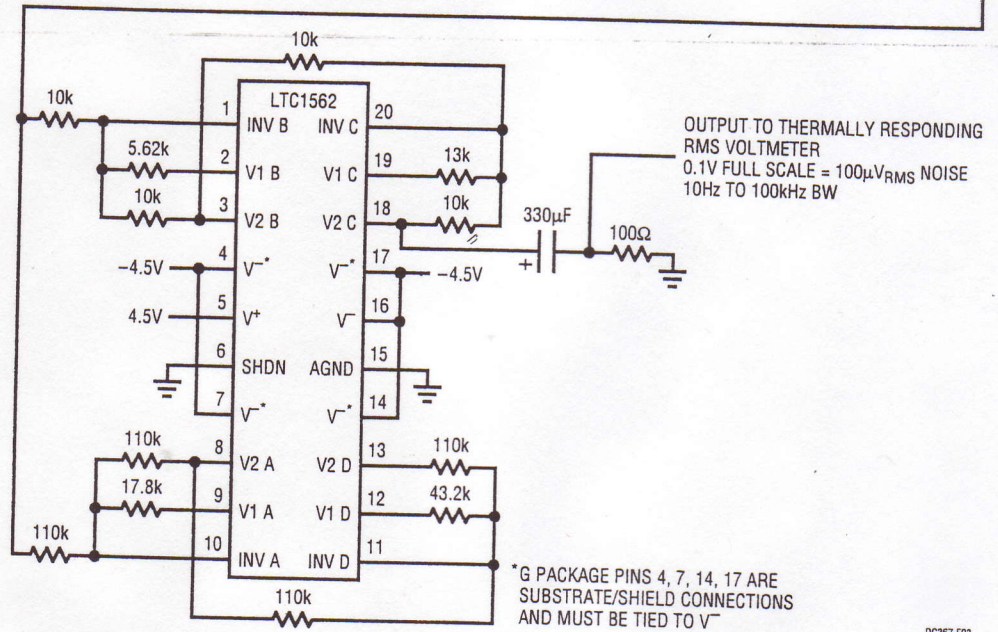 10k
10k
LTC1562
1
INV B
INV C
20
5.62k
2
V1 B
V1 C
19
13k
10k
3
V2 B
V2 C
18
10k
330µF
+
100Ω
OUTPUT TO THERMALLY RESPONDING
RMS VOLTMETER
0.1V FULL SCALE = 100µVRMS NOISE
10Hz TO 100kHz BW
–4.5V
4
V–*
V–*
17
–4.5V
4.5V
5
V+
V–
16
6
SHDN
AGND
15
7
V–*
V–*
14
110k
8
V2 A
V2 D
13
110k
17.8k
9
V1 A
V1 D
12
43.2k
110k
10
INV A
INV D
11
110k
*G PACKAGE PINS 4, 7, 14, 17 ARE
SUBSTRATE/SHIELD CONNECTIONS
AND MUST BE TIED TO V–